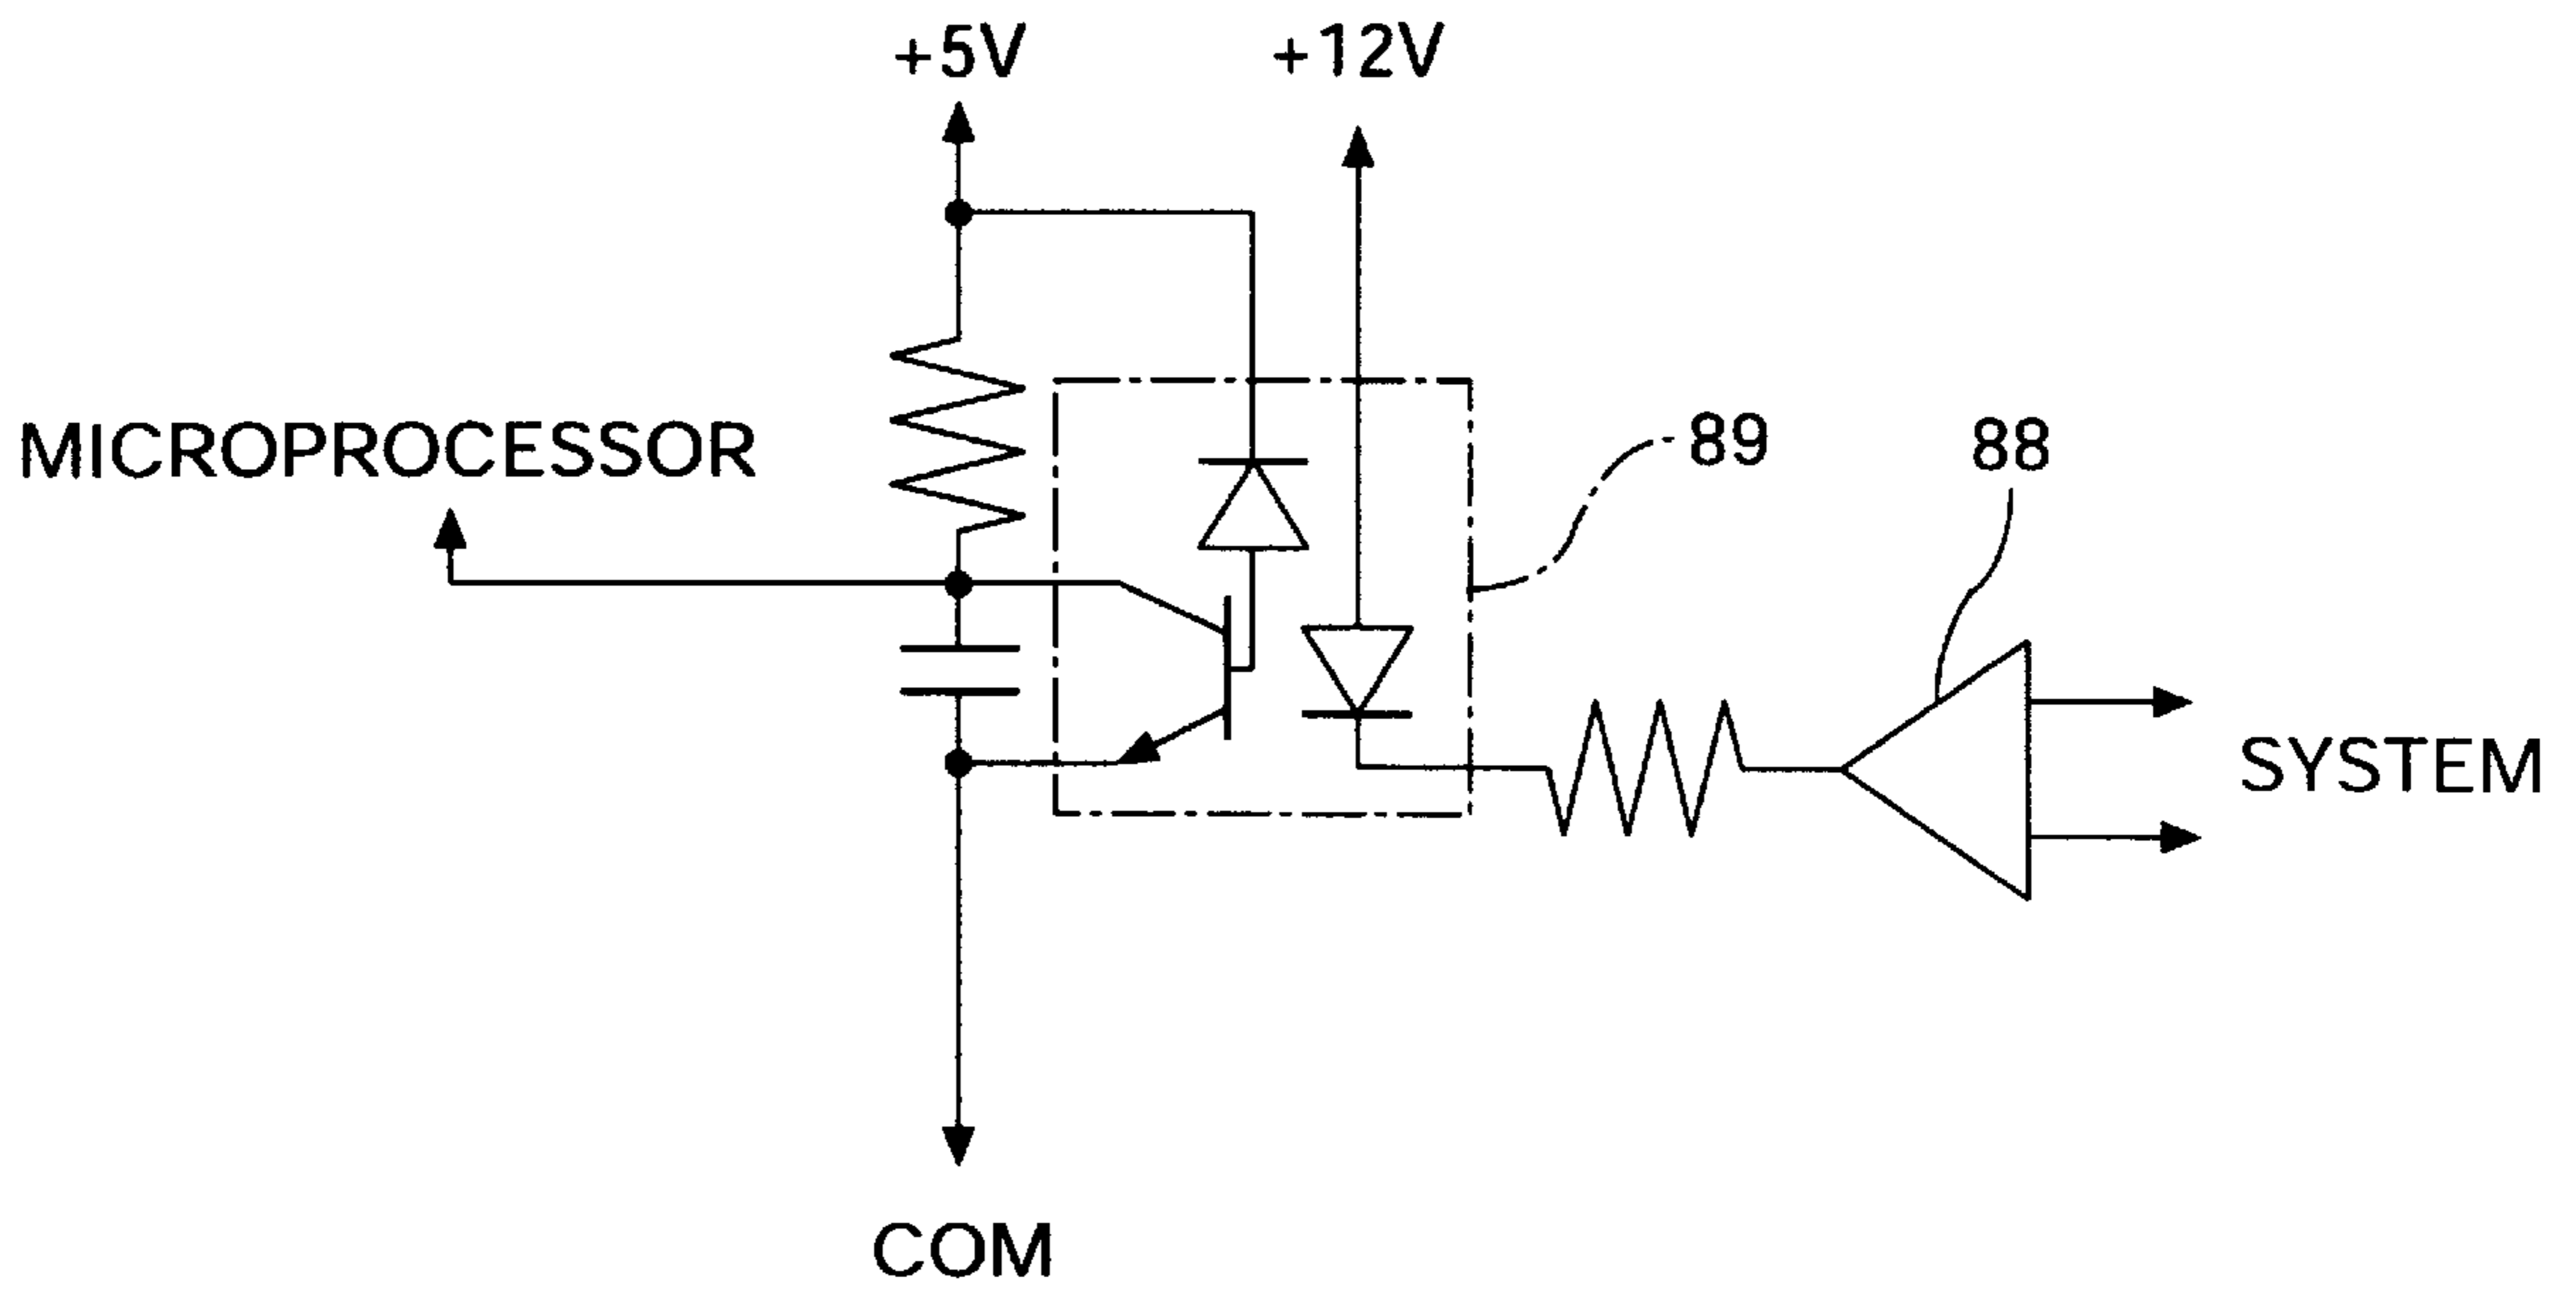 +5V
+12V
MICROPROCESSOR
89
88
SYSTEM
COM